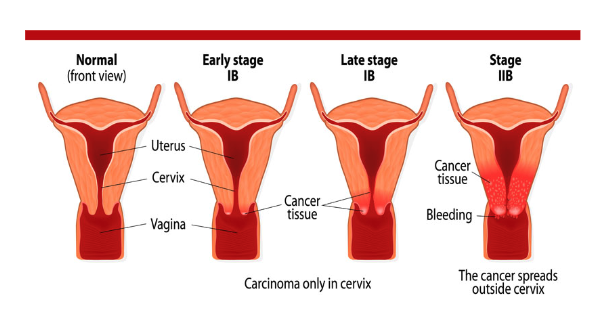 Normal
(front view)
Early stage
IB
Late stage
IB
Stage
IIB
Uterus
Cervix
Vagina
Cancer
tissue
Cancer
tissue
Bleeding
Carcinoma only in cervix
The cancer spreads
outside cervix